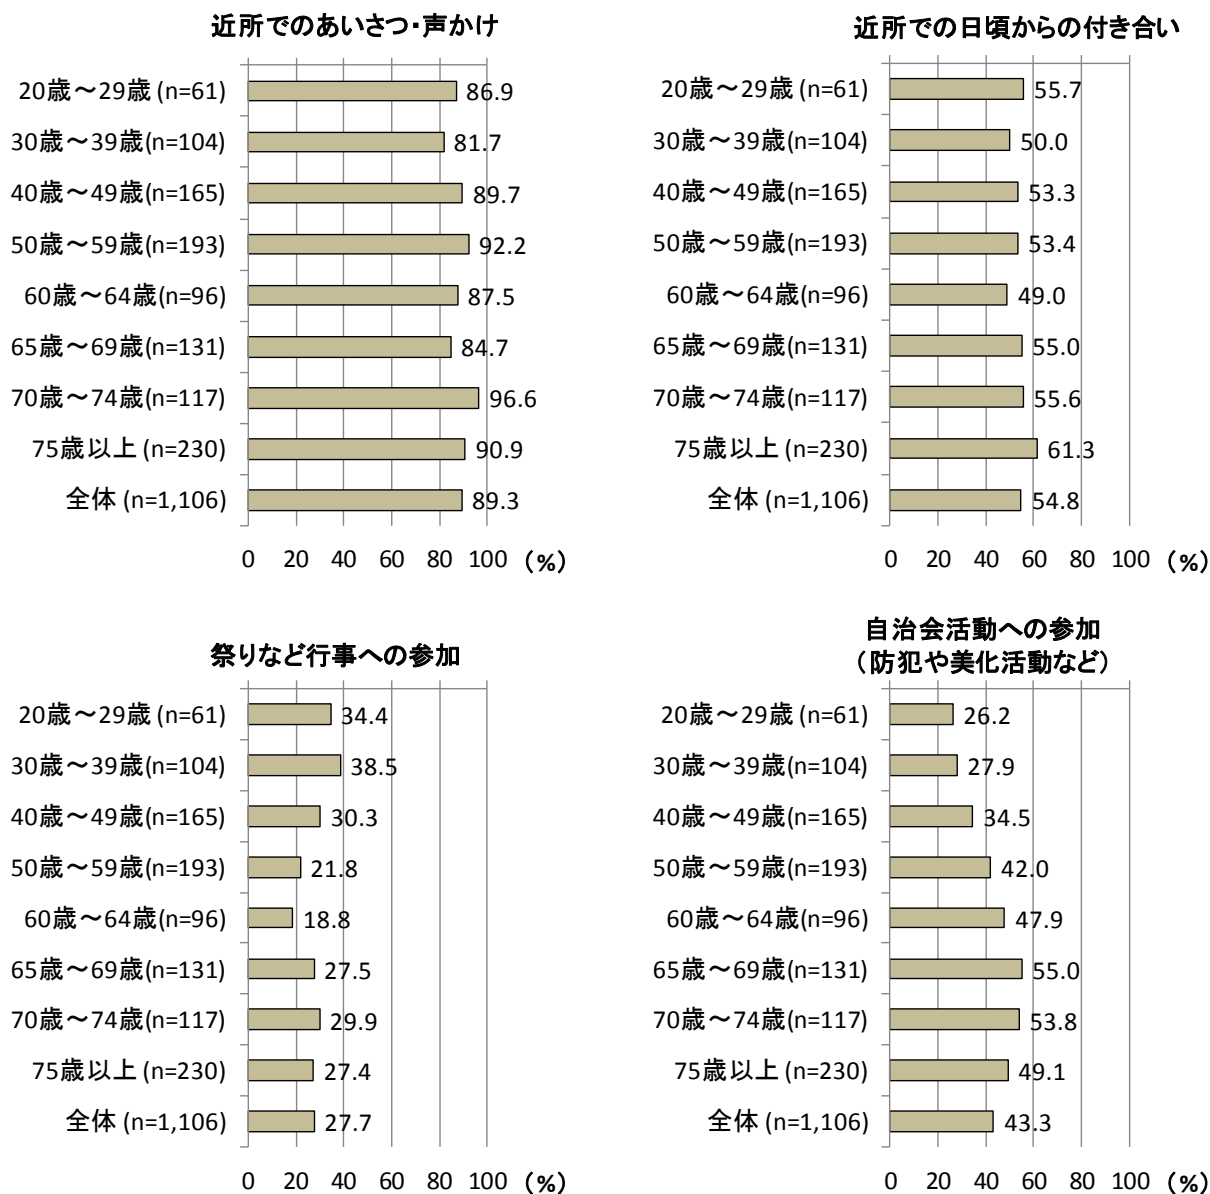 近所でのあいさつ・声かけ
20歳～29歳 (n=61) 86.9
30歳～39歳(n=104) 81.7
40歳～49歳(n=165) 89.7
50歳～59歳(n=193) 92.2
60歳～64歳(n=96) 87.5
65歳～69歳(n=131) 84.7
70歳～74歳(n=117) 96.6
75歳以上 (n=230) 90.9
全体 (n=1,106) 89.3
0 20 40 60 80 100 (%)
近所での日頃からの付き合い
20歳～29歳 (n=61) 55.7
30歳～39歳(n=104) 50.0
40歳～49歳(n=165) 53.3
50歳～59歳(n=193) 53.4
60歳～64歳(n=96) 49.0
65歳～69歳(n=131) 55.0
70歳～74歳(n=117) 55.6
75歳以上 (n=230) 61.3
全体 (n=1,106) 54.8
0 20 40 60 80 100 (%)
祭りなど行事への参加
20歳～29歳 (n=61) 34.4
30歳～39歳(n=104) 38.5
40歳～49歳(n=165) 30.3
50歳～59歳(n=193) 21.8
60歳～64歳(n=96) 18.8
65歳～69歳(n=131) 27.5
70歳～74歳(n=117) 29.9
75歳以上 (n=230) 27.4
全体 (n=1,106) 27.7
0 20 40 60 80 100 (%)
自治会活動への参加
（防犯や美化活動など）
20歳～29歳 (n=61) 26.2
30歳～39歳(n=104) 27.9
40歳～49歳(n=165) 34.5
50歳～59歳(n=193) 42.0
60歳～64歳(n=96) 47.9
65歳～69歳(n=131) 55.0
70歳～74歳(n=117) 53.8
75歳以上 (n=230) 49.1
全体 (n=1,106) 43.3
0 20 40 60 80 100 (%)